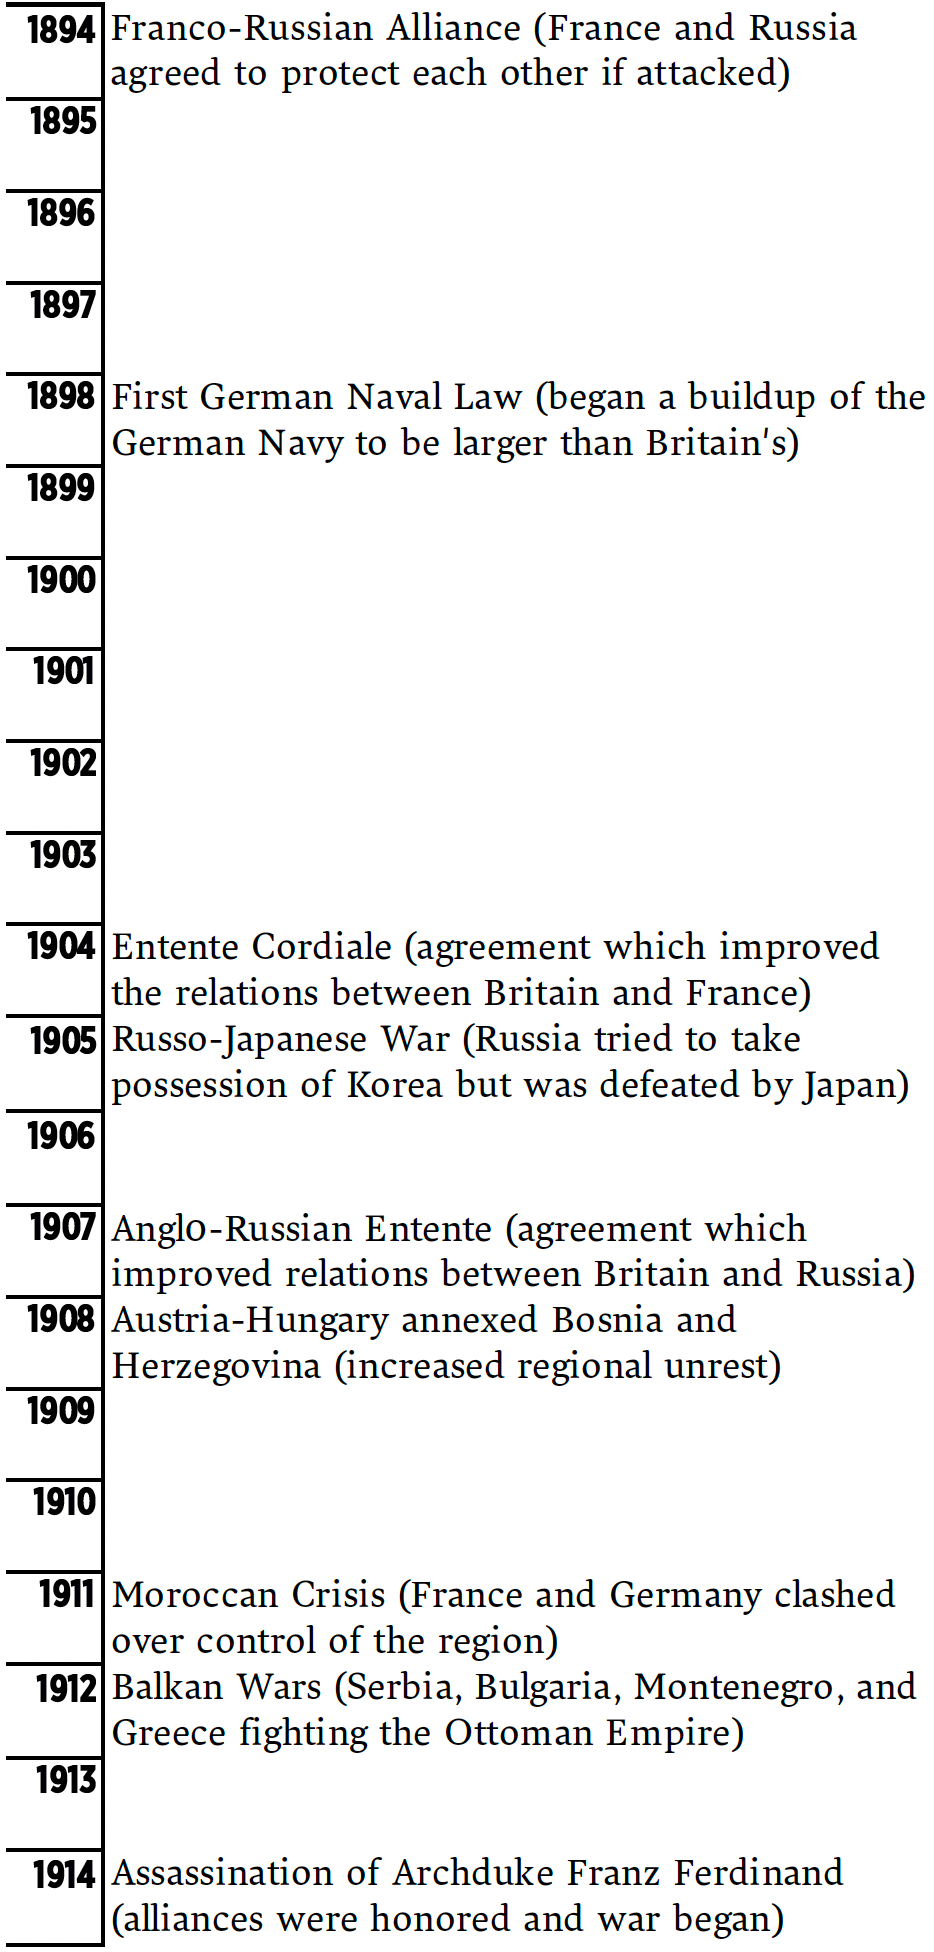 1894 Franco-Russian Alliance (France and Russia
agreed to protect each other if attacked)
1895
1896
1897
1898 First German Naval Law (began a buildup of the
German Navy to be larger than Britain's)
1899
1900
1901
1902
1903
1904 Entente Cordiale (agreement which improved
the relations between Britain and France)
1905 Russo-Japanese War (Russia tried to take
possession of Korea but was defeated by Japan)
1906
1907 Anglo-Russian Entente (agreement which
improved relations between Britain and Russia)
1908 Austria-Hungary annexed Bosnia and
Herzegovina (increased regional unrest)
1909
1910
1911 Moroccan Crisis (France and Germany clashed
over control of the region)
1912 Balkan Wars (Serbia, Bulgaria, Montenegro, and
Greece fighting the Ottoman Empire)
1913
1914 Assassination of Archduke Franz Ferdinand
(alliances were honored and war began)